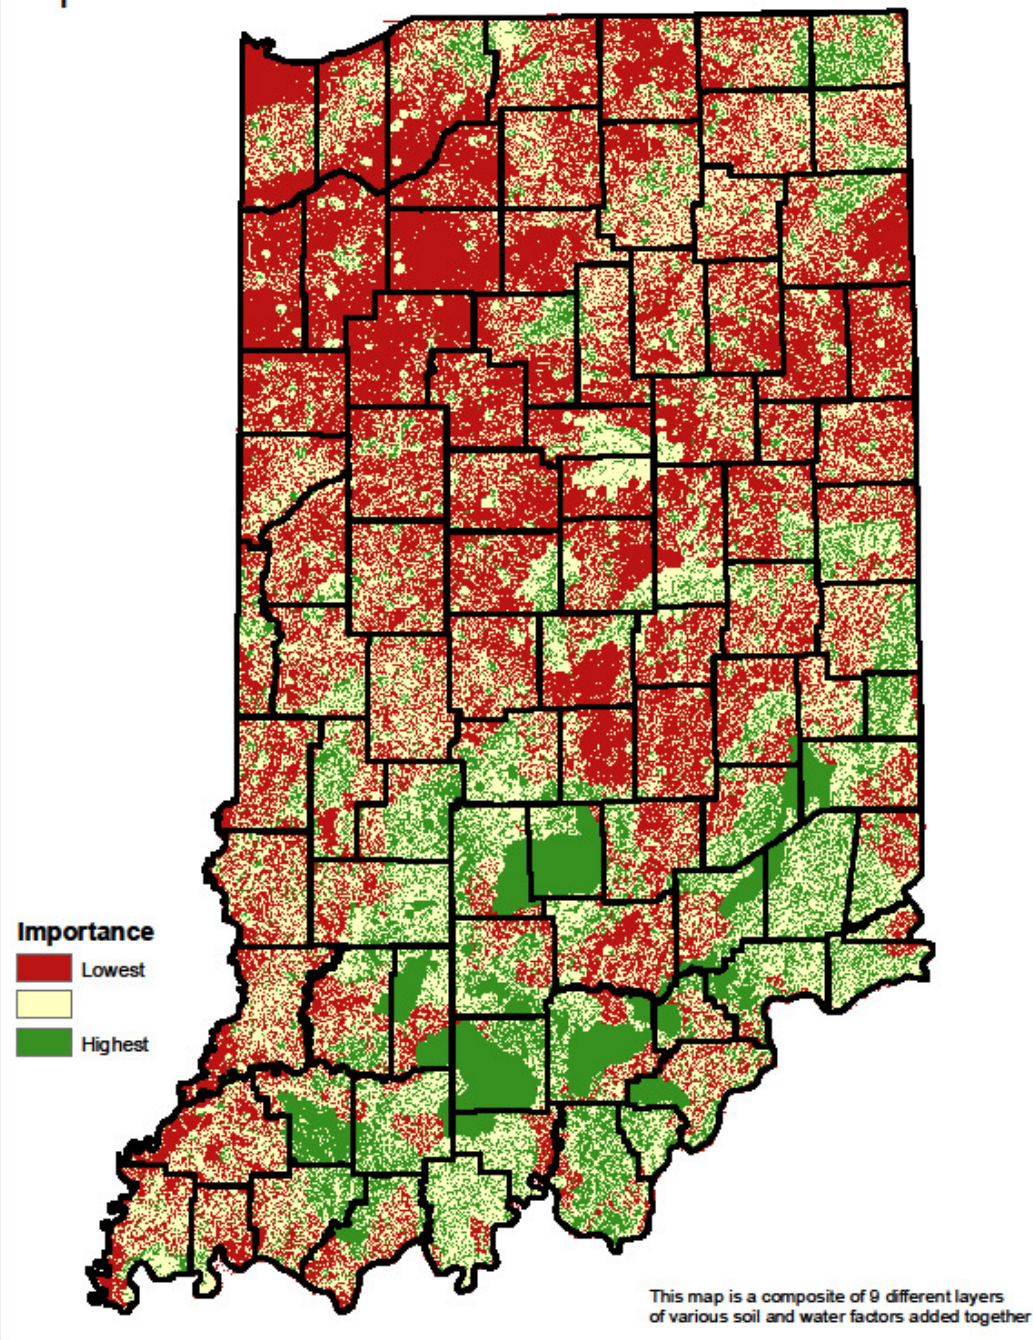 Importance
Lowest
Highest
This map is a composite of 9 different layers
of various soil and water factors added together